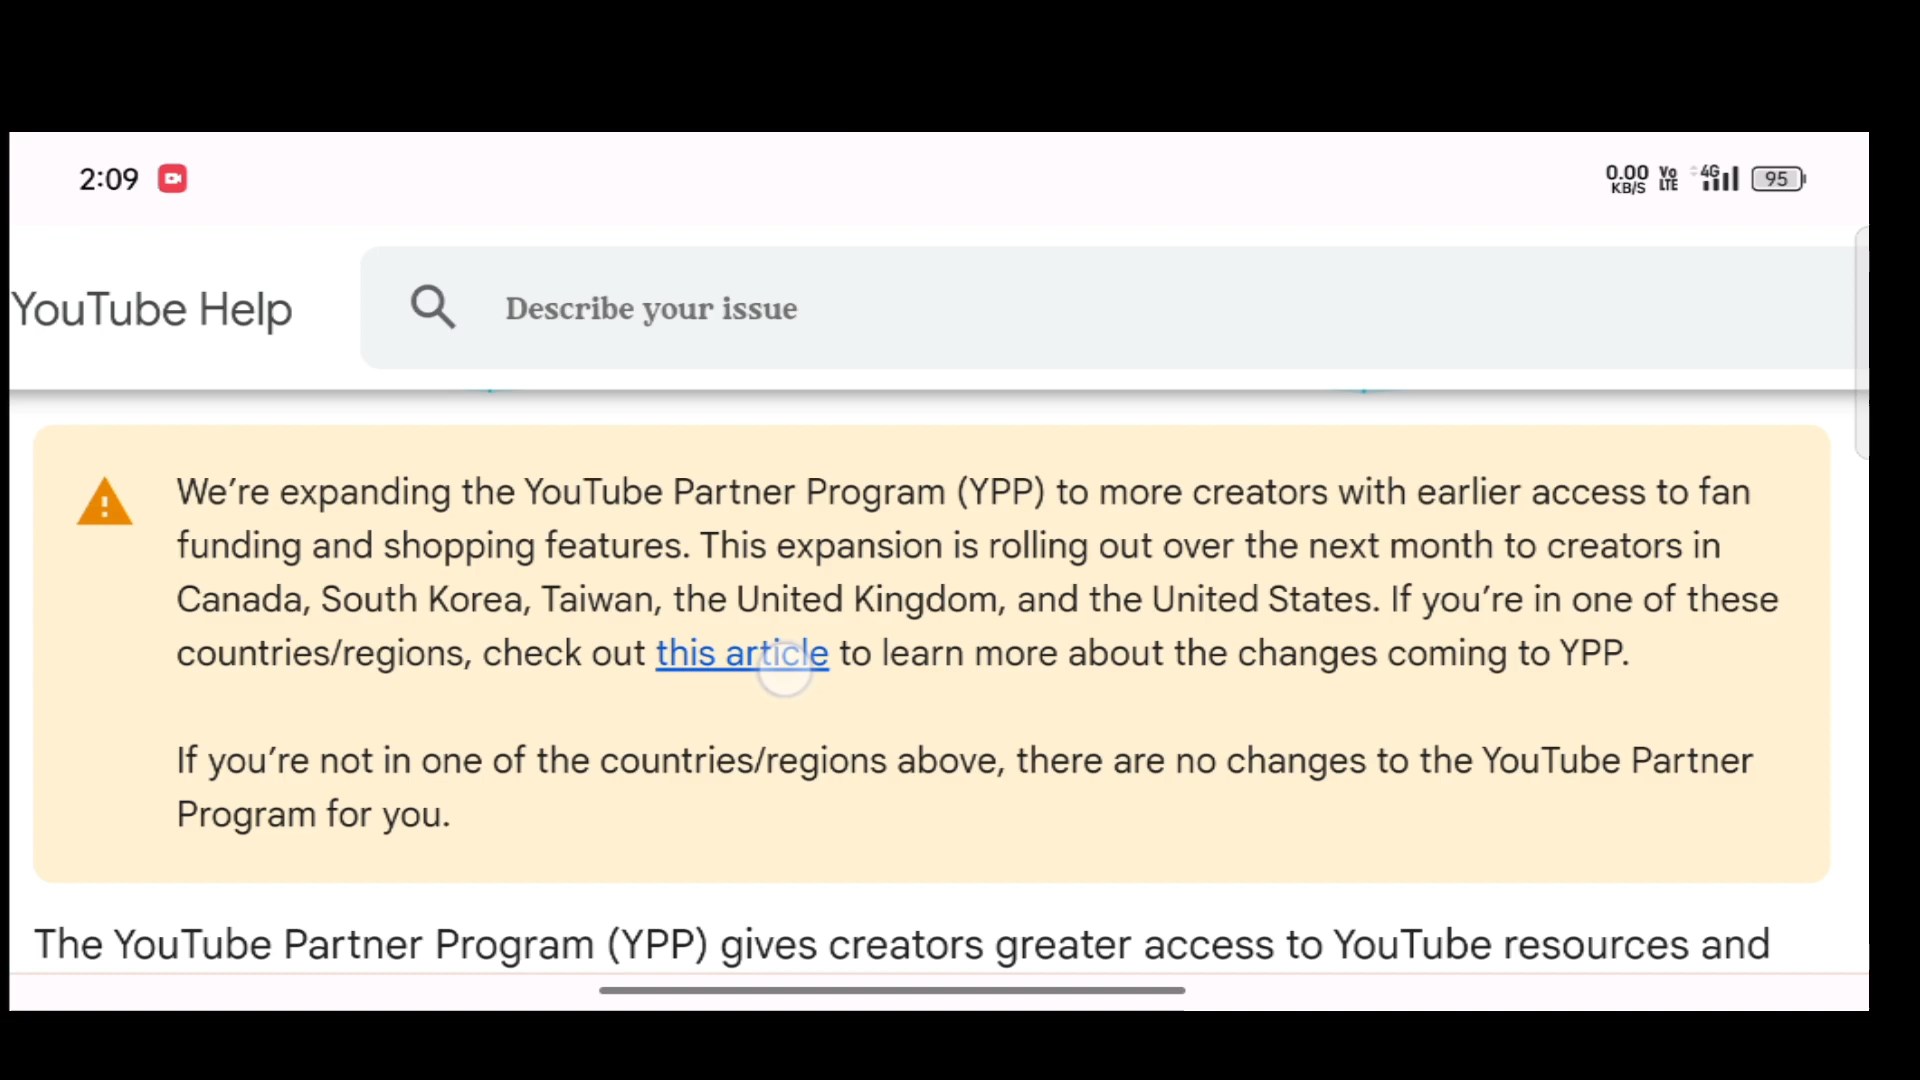 2:09
0.00 KB/S Vo LTE 4G 95
YouTube Help
Describe your issue
We’re expanding the YouTube Partner Program (YPP) to more creators with earlier access to fan
funding and shopping features. This expansion is rolling out over the next month to creators in
Canada, South Korea, Taiwan, the United Kingdom, and the United States. If you’re in one of these
countries/regions, check out this article to learn more about the changes coming to YPP.
If you’re not in one of the countries/regions above, there are no changes to the YouTube Partner
Program for you.
The YouTube Partner Program (YPP) gives creators greater access to YouTube resources and